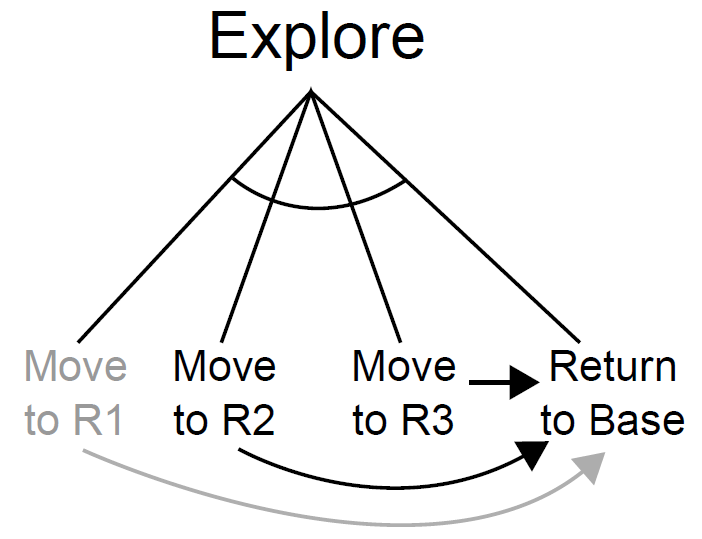 Explore
Move
to R1
Move
to R2
Move
to R3
Return
to Base